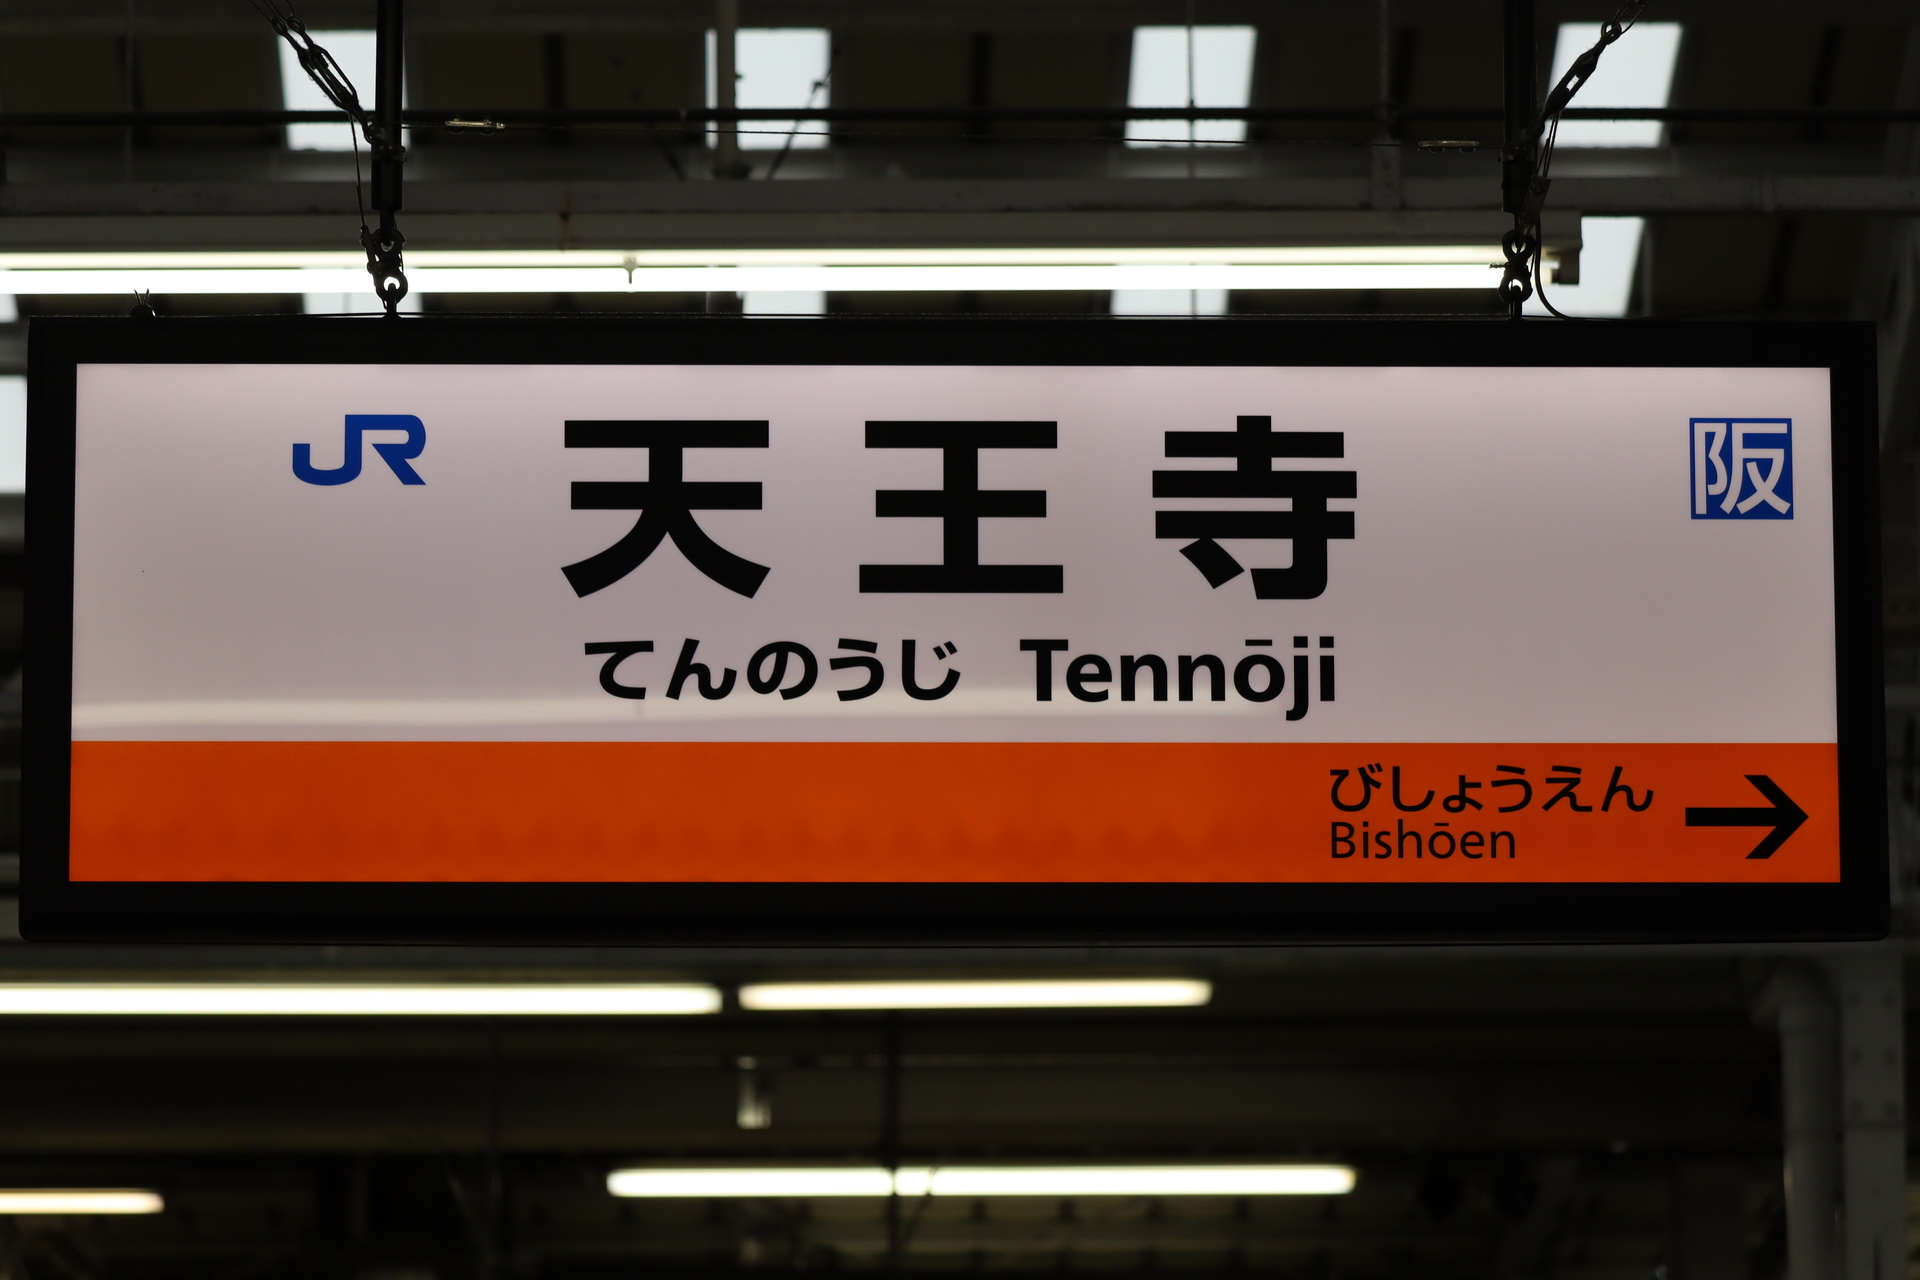 JR 天王寺 阪
てんのうじ Tennōji
びしょうえん
Bishōen